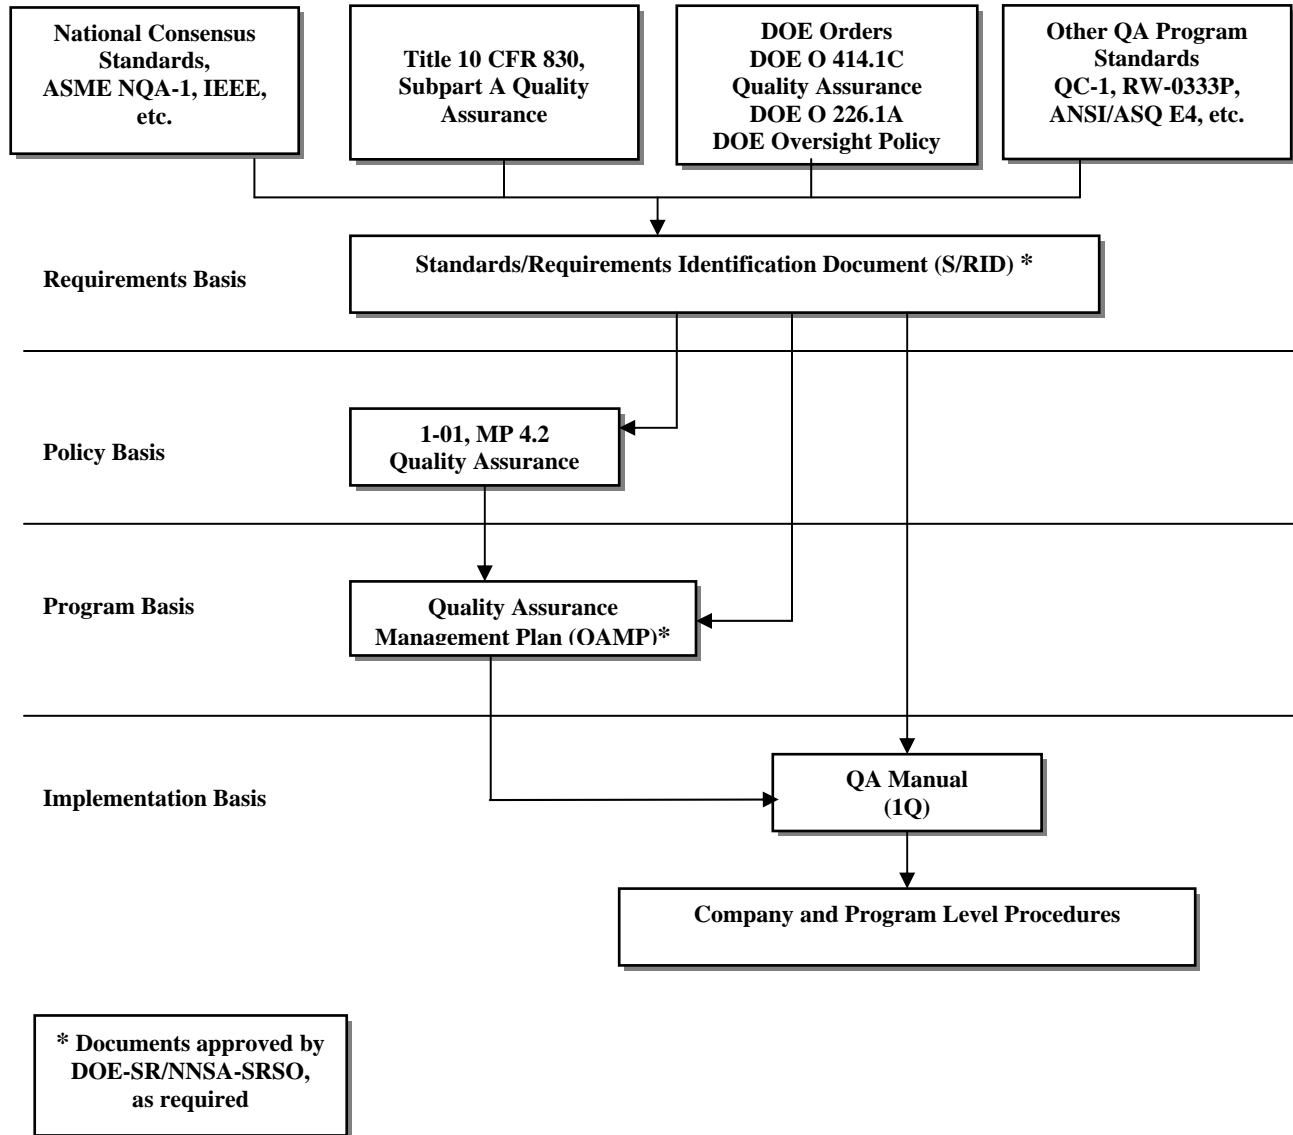 National Consensus
Standards,
ASME NQA-1, IEEE,
etc.
Title 10 CFR 830,
Subpart A Quality
Assurance
DOE Orders
DOE O 414.1C
Quality Assurance
DOE O 226.1A
DOE Oversight Policy
Other QA Program
Standards
QC-1, RW-0333P,
ANSI/ASQ E4, etc.
Requirements Basis
Standards/Requirements Identification Document (S/RID) *
Policy Basis
1-01, MP 4.2
Quality Assurance
Program Basis
Quality Assurance
Management Plan (QAMP)*
Implementation Basis
QA Manual
(1Q)
Company and Program Level Procedures
* Documents approved by
DOE-SR/NNSA-SRSO,
as required